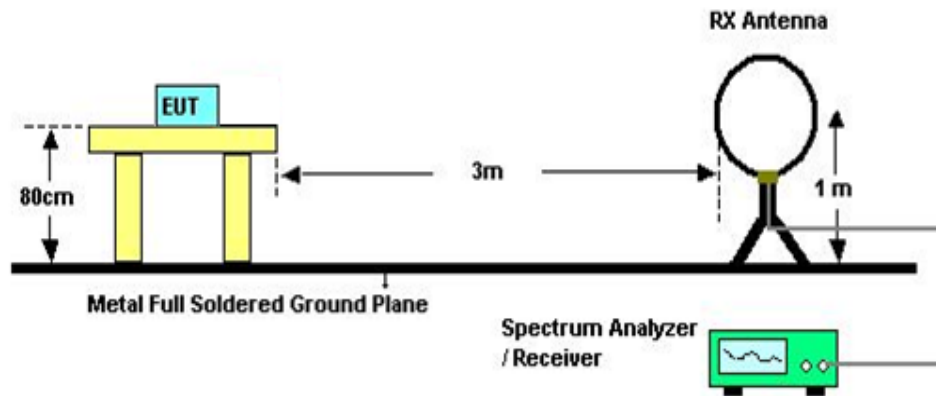 RX Antenna
EUT
80cm
3m
1 m
Metal Full Soldered Ground Plane
Spectrum Analyzer
/ Receiver